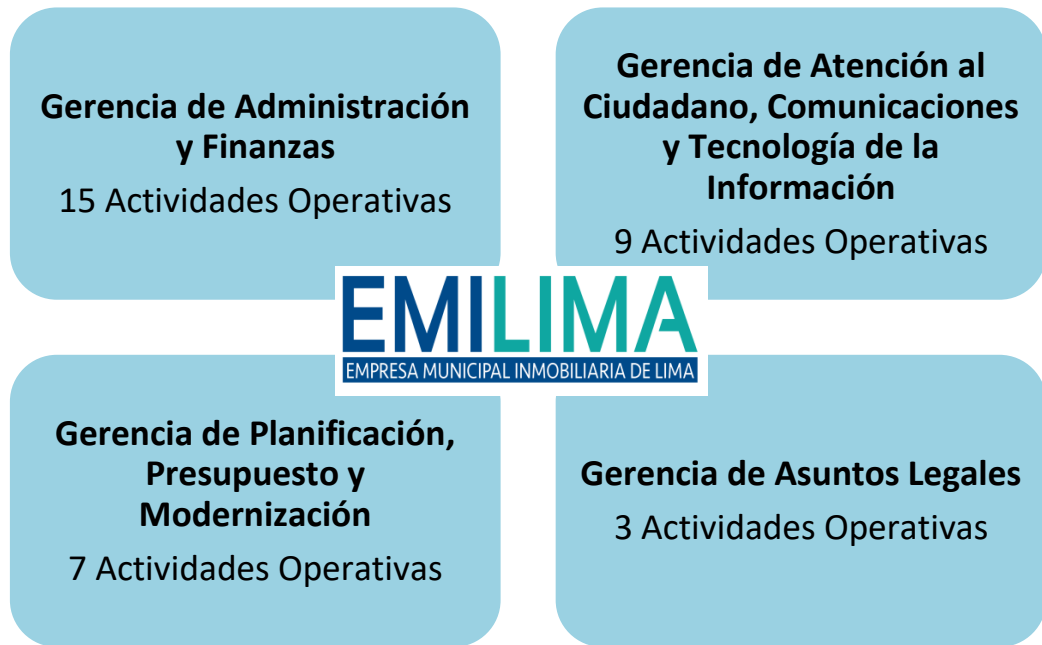 Gerencia de Administración
y Finanzas
15 Actividades Operativas
Gerencia de Atención al
Ciudadano, Comunicaciones
y Tecnología de la
Información
9 Actividades Operativas
EMILIMA
EMPRESA MUNICIPAL INMOBILIARIA DE LIMA
Gerencia de Planificación,
Presupuesto y
Modernización
7 Actividades Operativas
Gerencia de Asuntos Legales
3 Actividades Operativas